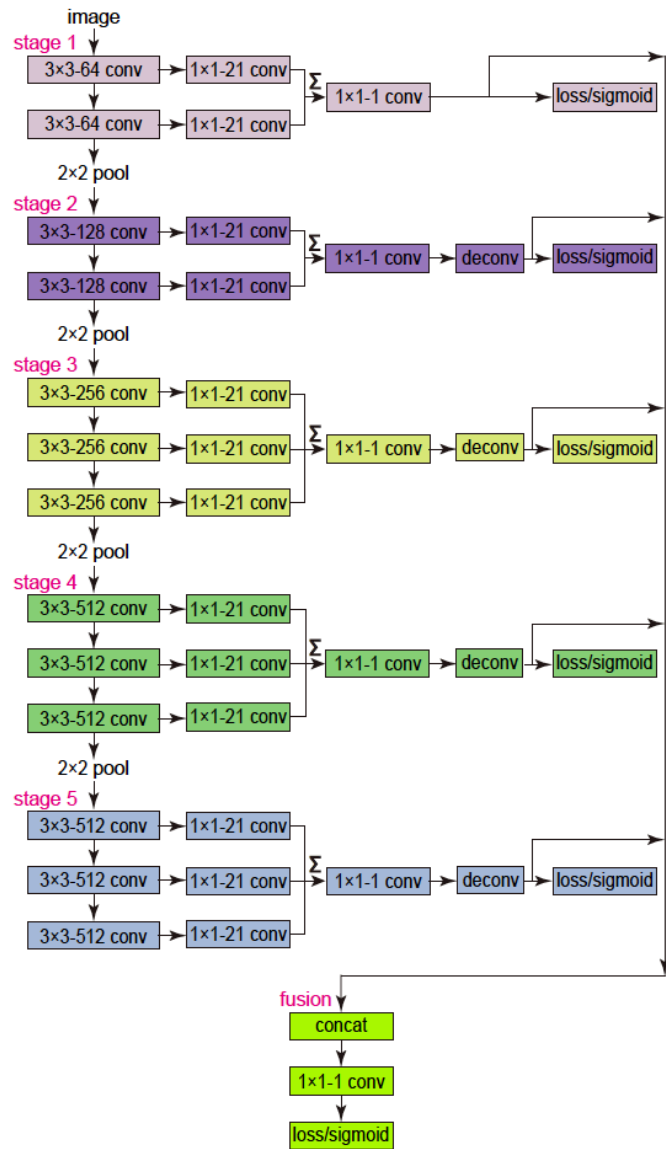 image
stage 1
3×3-64 conv 1×1-21 conv
Σ
1×1-1 conv loss/sigmoid
3×3-64 conv 1×1-21 conv
2×2 pool
stage 2
3×3-128 conv 1×1-21 conv
Σ
1×1-1 conv deconv loss/sigmoid
3×3-128 conv 1×1-21 conv
2×2 pool
stage 3
3×3-256 conv 1×1-21 conv
Σ
3×3-256 conv 1×1-21 conv 1×1-1 conv deconv loss/sigmoid
3×3-256 conv 1×1-21 conv
2×2 pool
stage 4
3×3-512 conv 1×1-21 conv
Σ
3×3-512 conv 1×1-21 conv 1×1-1 conv deconv loss/sigmoid
3×3-512 conv 1×1-21 conv
2×2 pool
stage 5
3×3-512 conv 1×1-21 conv
Σ
3×3-512 conv 1×1-21 conv 1×1-1 conv deconv loss/sigmoid
3×3-512 conv 1×1-21 conv
fusion
concat
1×1-1 conv
loss/sigmoid